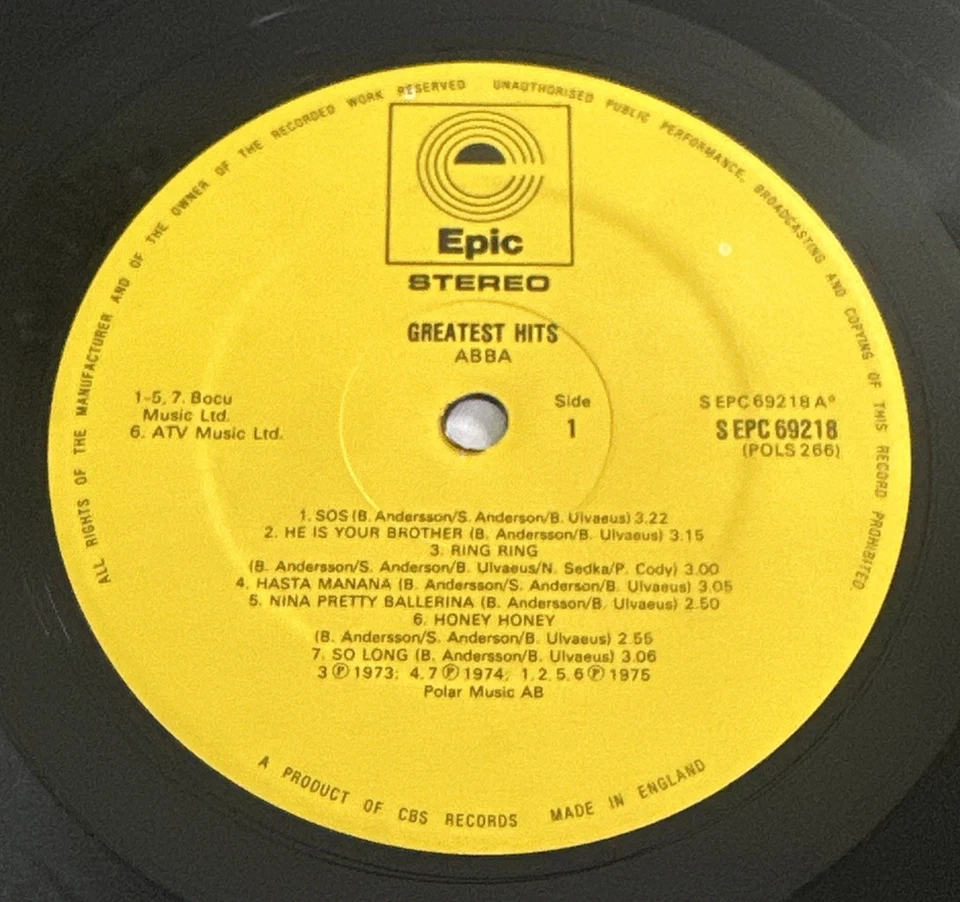 ALL RIGHTS OF THE MANUFACTURER AND OF THE OWNER OF THE RECORDED WORK RESERVED UNAUTHORISED PUBLIC PERFORMANCE, BROADCASTING AND COPYING OF THIS RECORD PROHIBITED.
Epic
STEREO
GREATEST HITS
ABBA
1-5, 7. Bocu
Music Ltd.
6. ATV Music Ltd.
Side
1
S EPC 69218 A°
S EPC 69218
(POLS 266)
1. SOS (B. Andersson/S. Anderson/B. Ulvaeus) 3.22
2. HE IS YOUR BROTHER (B. Andersson/B. Ulvaeus) 3.15
3. RING RING
(B. Andersson/S. Anderson/B. Ulvaeus/N. Sedka/P. Cody) 3.00
4. HASTA MANANA (B. Andersson/S. Anderson/B. Ulvaeus) 3.05
5. NINA PRETTY BALLERINA (B. Andersson/B. Ulvaeus) 2.50
6. HONEY HONEY
(B. Andersson/S. Anderson/B. Ulvaeus) 2.55
7. SO LONG (B. Andersson/B. Ulvaeus) 3.06
3 Ⓟ 1973; 4.7 Ⓟ 1974; 1.2.5.6 Ⓟ 1975
Polar Music AB
A PRODUCT OF CBS RECORDS MADE IN ENGLAND